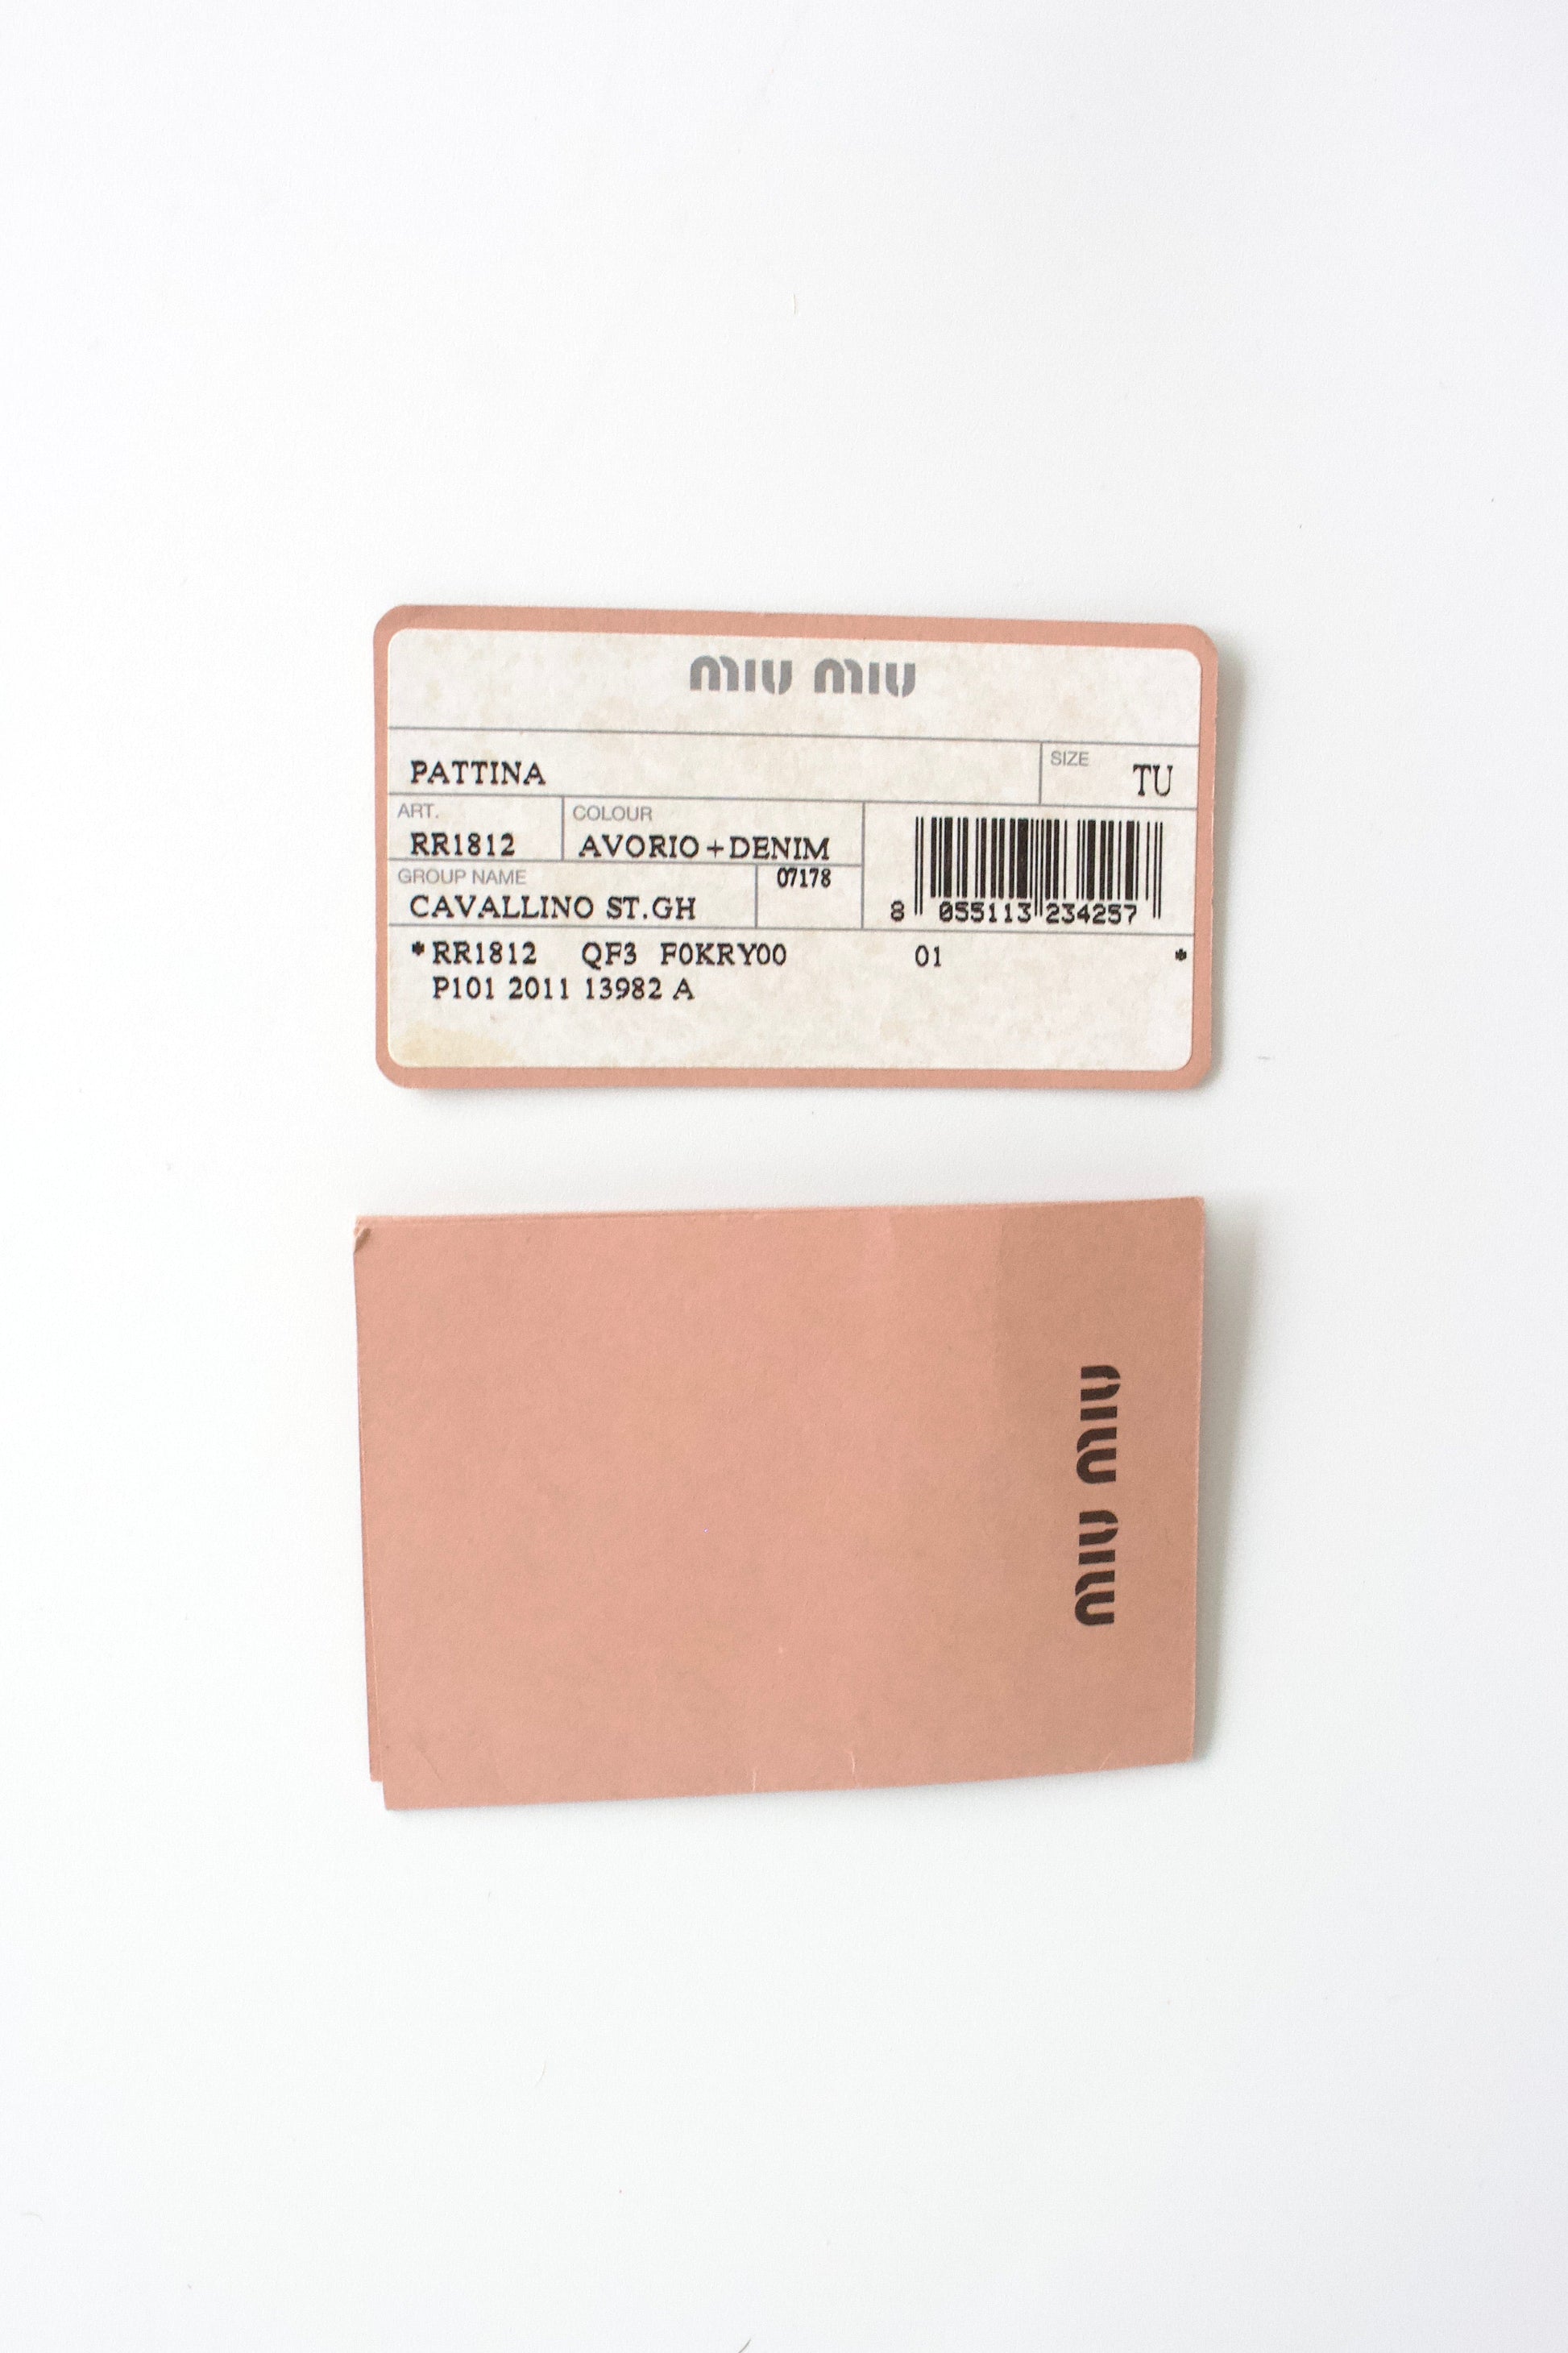 miu miu
PATTINA
SIZE TU
ART. COLOUR
RR1812 AVORIO+DENIM
GROUP NAME 07178
CAVALLINO ST.GH
8 055113 234257
*RR1812 QF3 F0KRY00 01 *
P101 2011 13982 A
miu miu